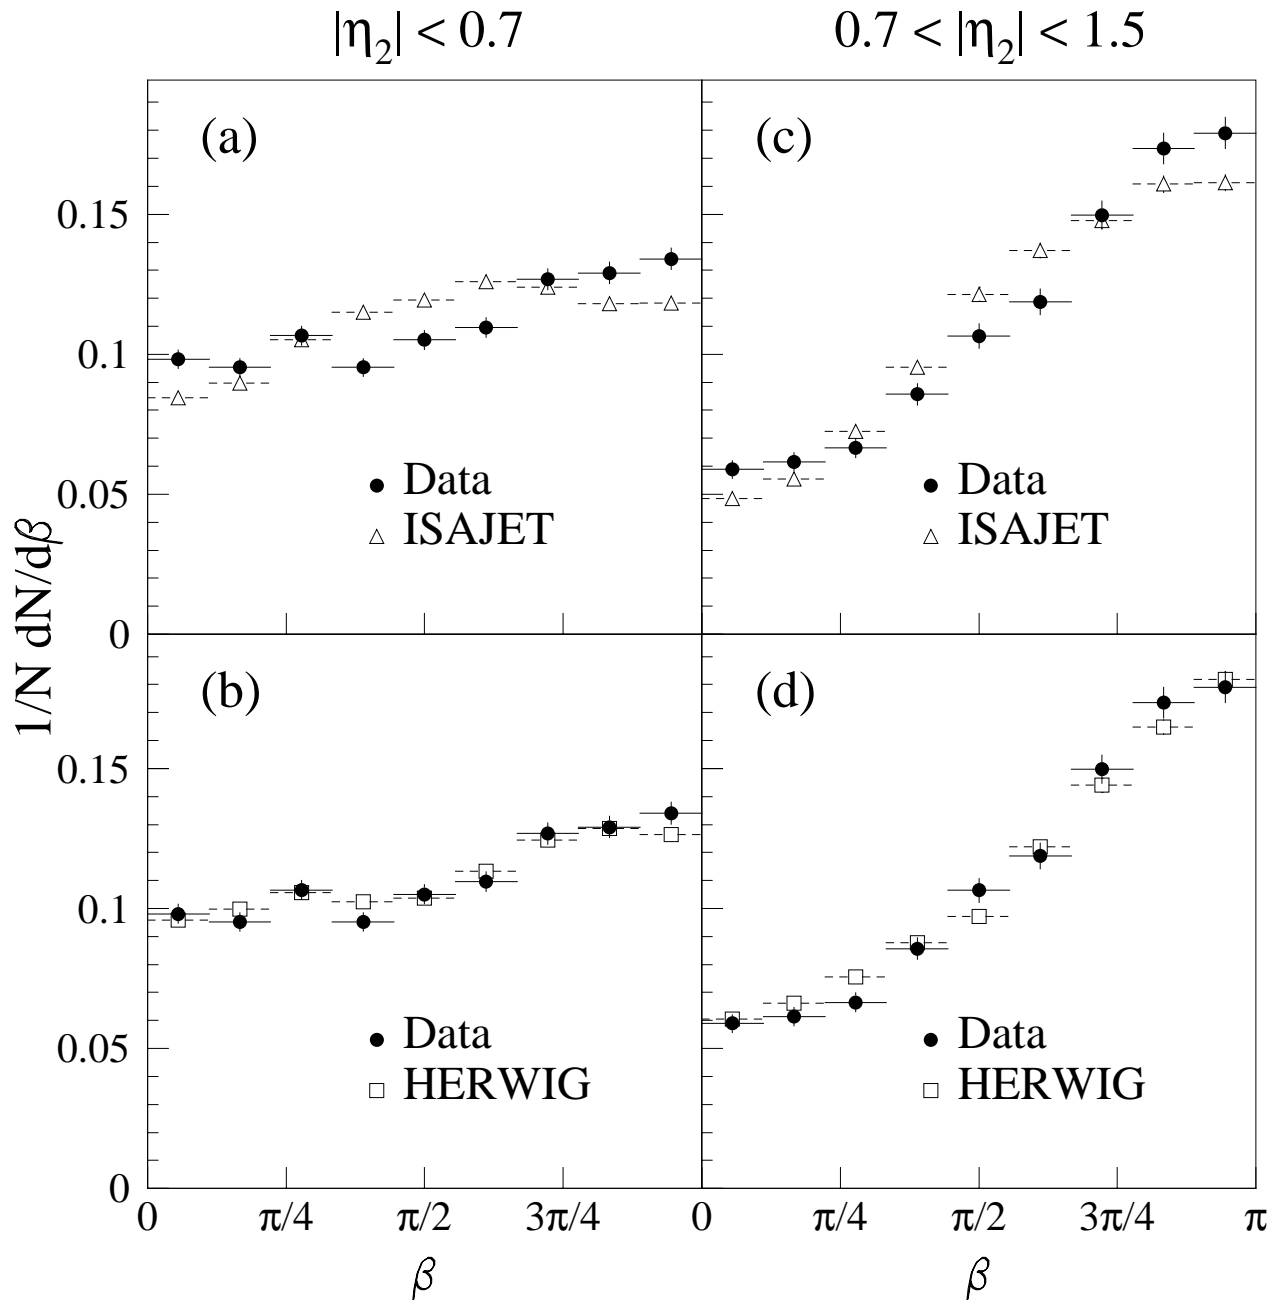 |η₂| < 0.7
0.7 < |η₂| < 1.5
1/N dN/dβ
(a)
0.15
0.1
0.05
0
Data
ISAJET
(c)
Data
ISAJET
(b)
0.15
0.1
0.05
0
Data
HERWIG
(d)
Data
HERWIG
0 π/4 π/2 3π/4
0 π/4 π/2 3π/4 π
β
β